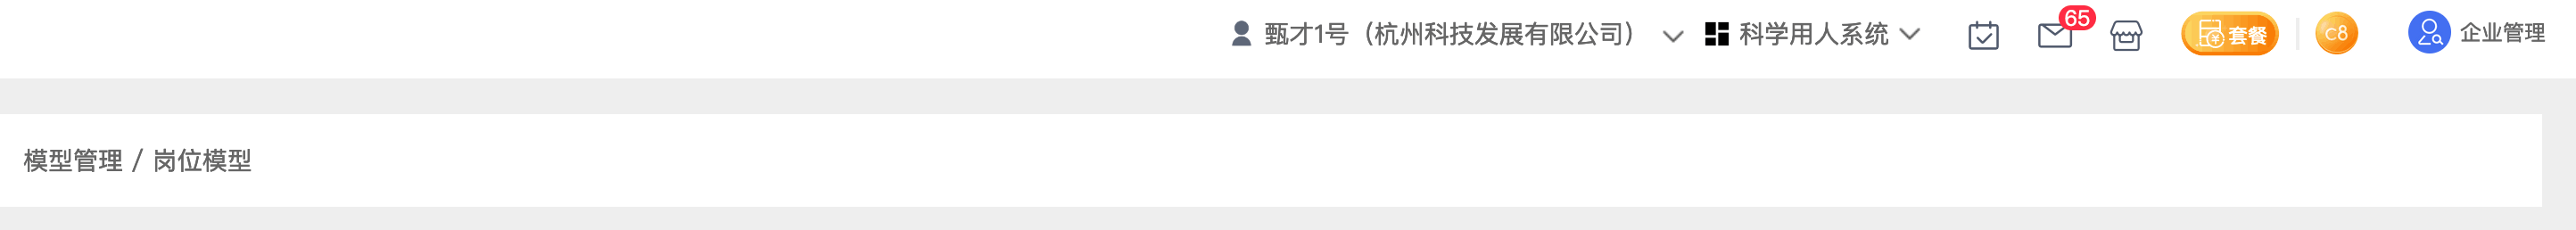 甄才1号（杭州科技发展有限公司） 科学用人系统 65 套餐 c8 企业管理
模型管理 / 岗位模型